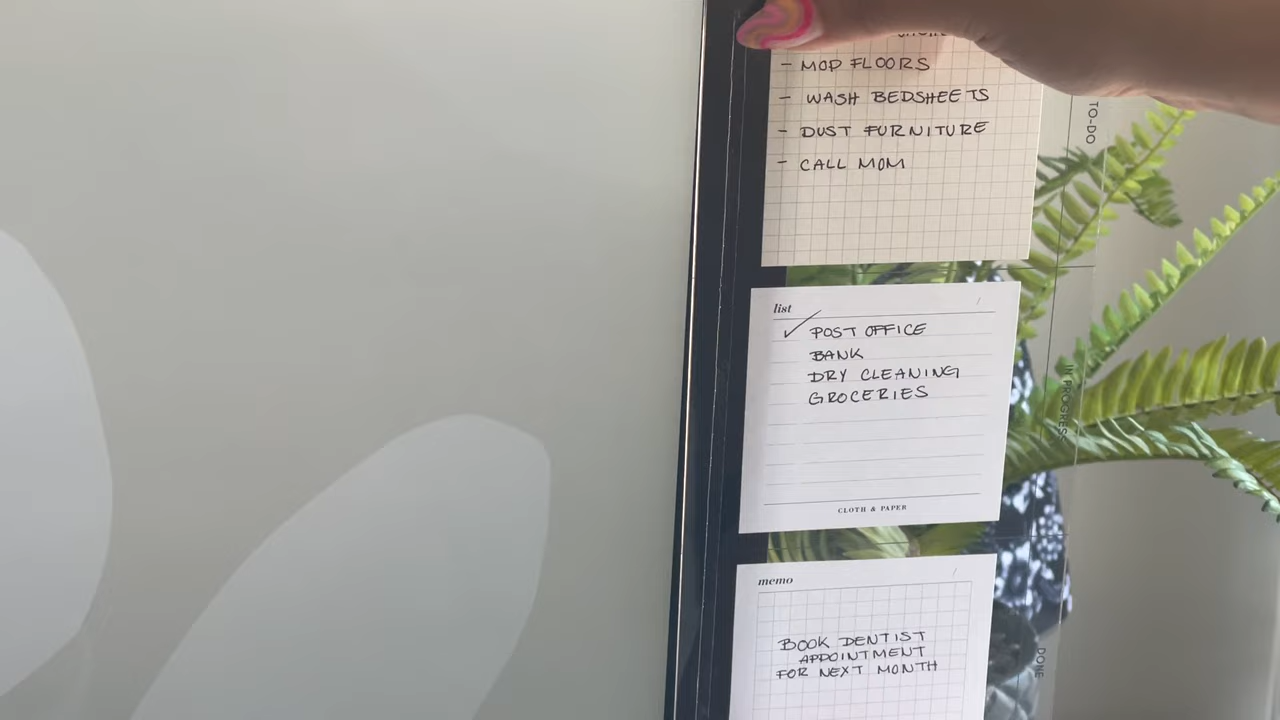 - MOP FLOORS
- WASH BEDSHEETS
- DUST FURNITURE
- CALL MOM
TO-DO
list
✓ POST OFFICE
BANK
DRY CLEANING
GROCERIES
CLOTH & PAPER
IN PROGRESS
memo
BOOK DENTIST
APPOINTMENT
FOR NEXT MONTH
DONE